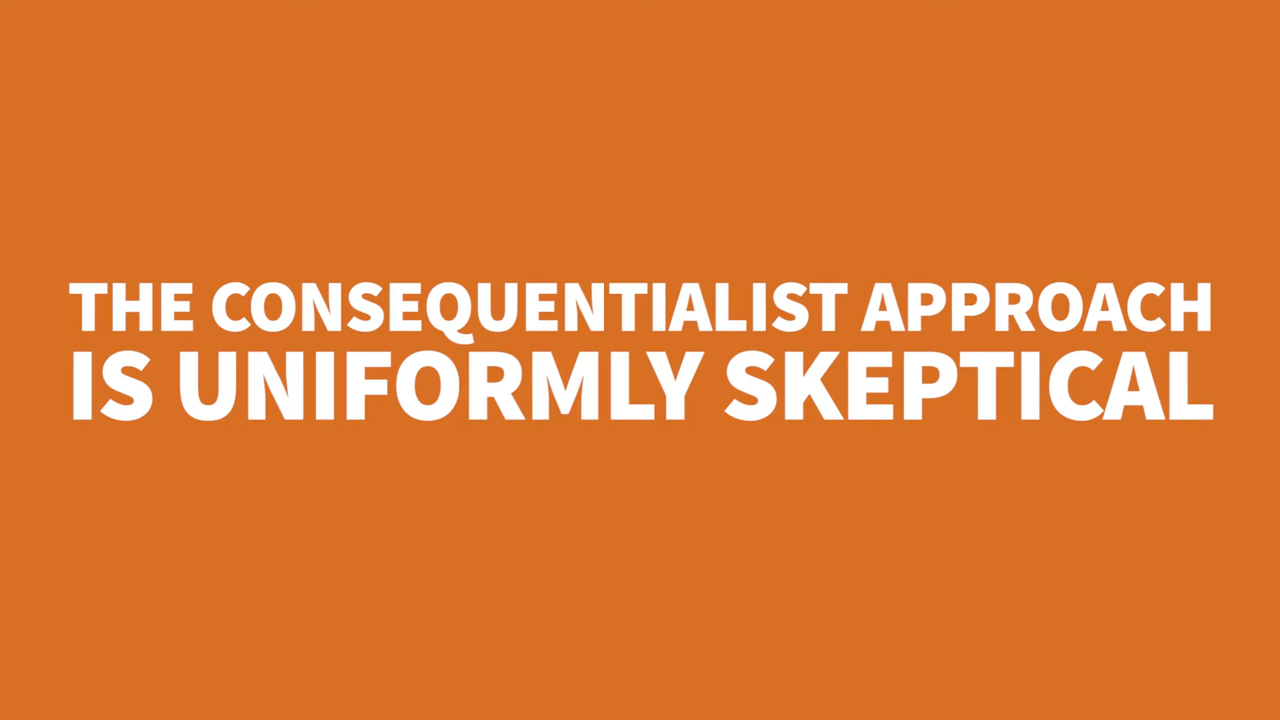 THE CONSEQUENTIALIST APPROACH
IS UNIFORMLY SKEPTICAL